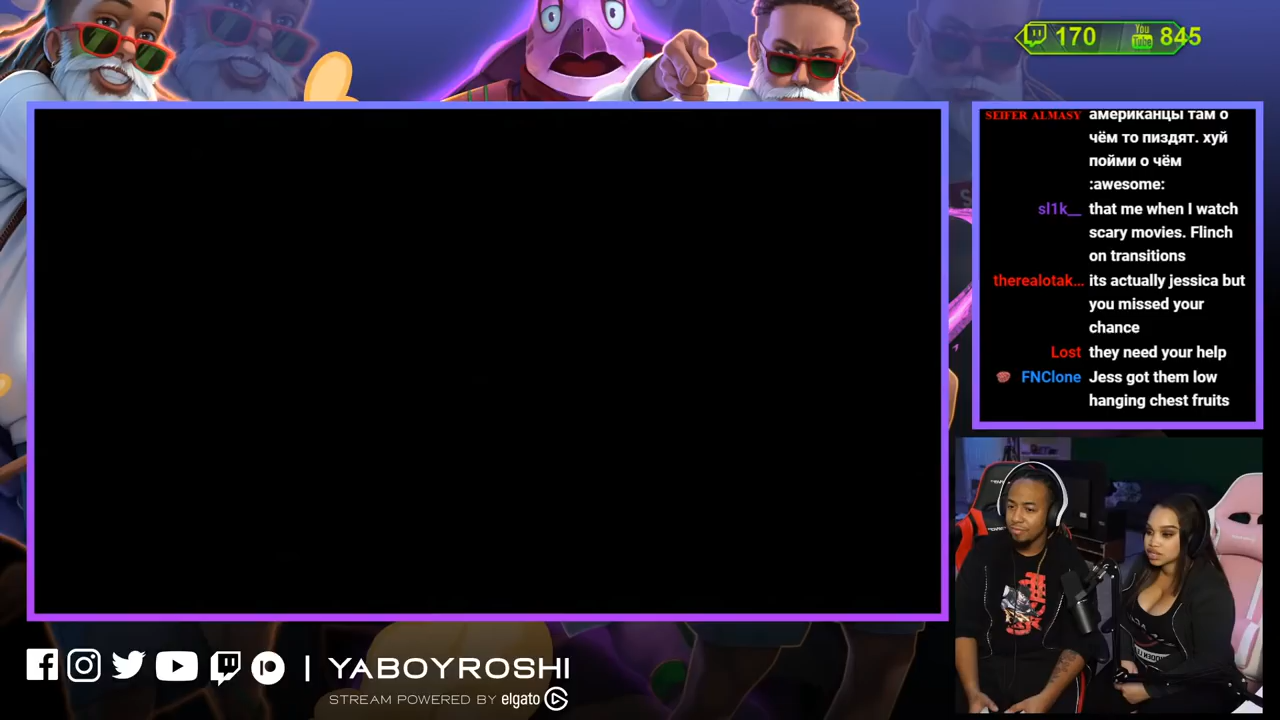 170 You Tube 845
SEIFER ALMASY американцы там о
чём то пиздят. хуй
пойми о чём
:awesome:
sl1k__ that me when I watch
scary movies. Flinch
on transitions
therealotak... its actually jessica but
you missed your
chance
Lost they need your help
FNClone Jess got them low
hanging chest fruits
| YABOYROSHI
STREAM POWERED BY elgato